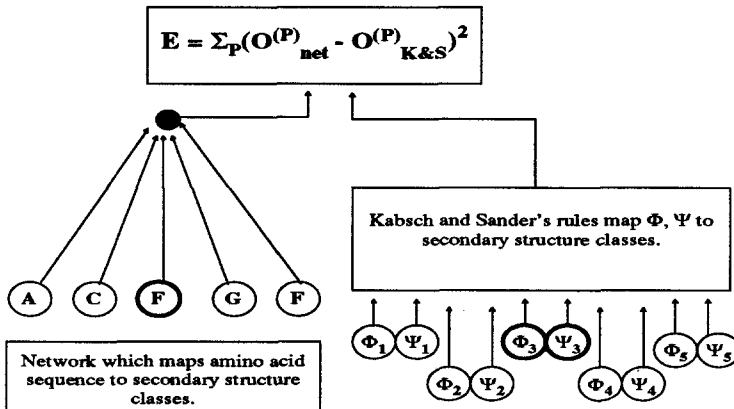 E = Σ_P(O^(P)_net - O^(P)_K&S)^2
Kabsch and Sander's rules map Φ, Ψ to
secondary structure classes.
A C F G F
Φ1 Ψ1 Φ3 Ψ3 Φ5 Ψ5
Φ2 Ψ2 Φ4 Ψ4
Network which maps amino acid
sequence to secondary structure
classes.